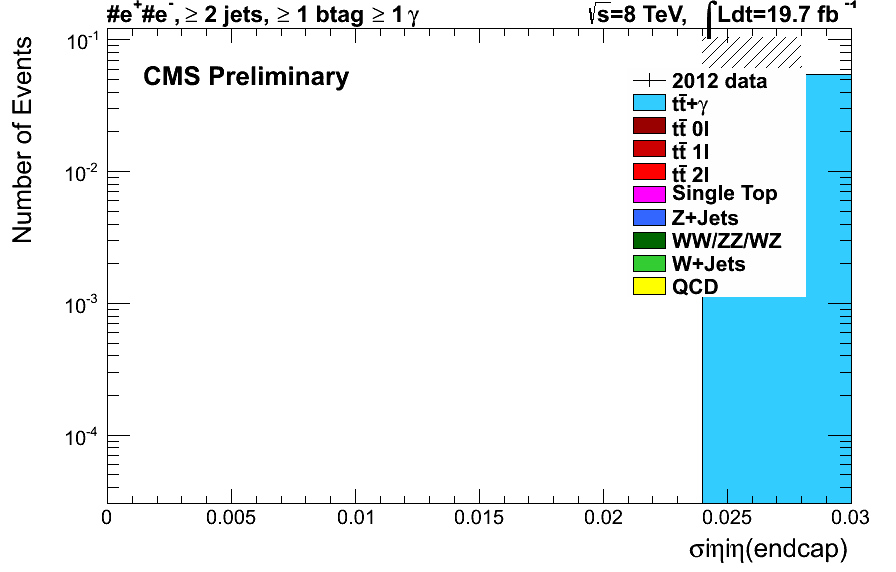 #e⁺#e⁻, ≥ 2 jets, ≥ 1 btag ≥ 1 γ
√s=8 TeV, ∫Ldt=19.7 fb⁻¹
CMS Preliminary
Number of Events
10⁻¹
10⁻²
10⁻³
10⁻⁴
2012 data
tt̄+γ
tt̄ 0l
tt̄ 1l
tt̄ 2l
Single Top
Z+Jets
WW/ZZ/WZ
W+Jets
QCD
0 0.005 0.01 0.015 0.02 0.025 0.03
σiηiη(endcap)